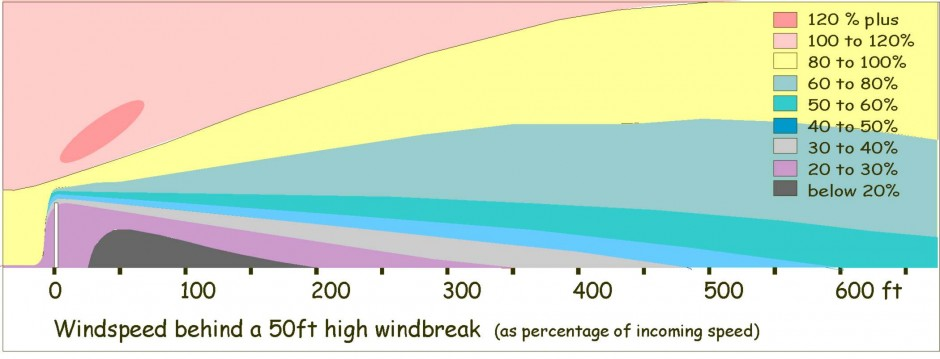 120 % plus
100 to 120%
80 to 100%
60 to 80%
50 to 60%
40 to 50%
30 to 40%
20 to 30%
below 20%
0 100 200 300 400 500 600 ft
Windspeed behind a 50ft high windbreak (as percentage of incoming speed)